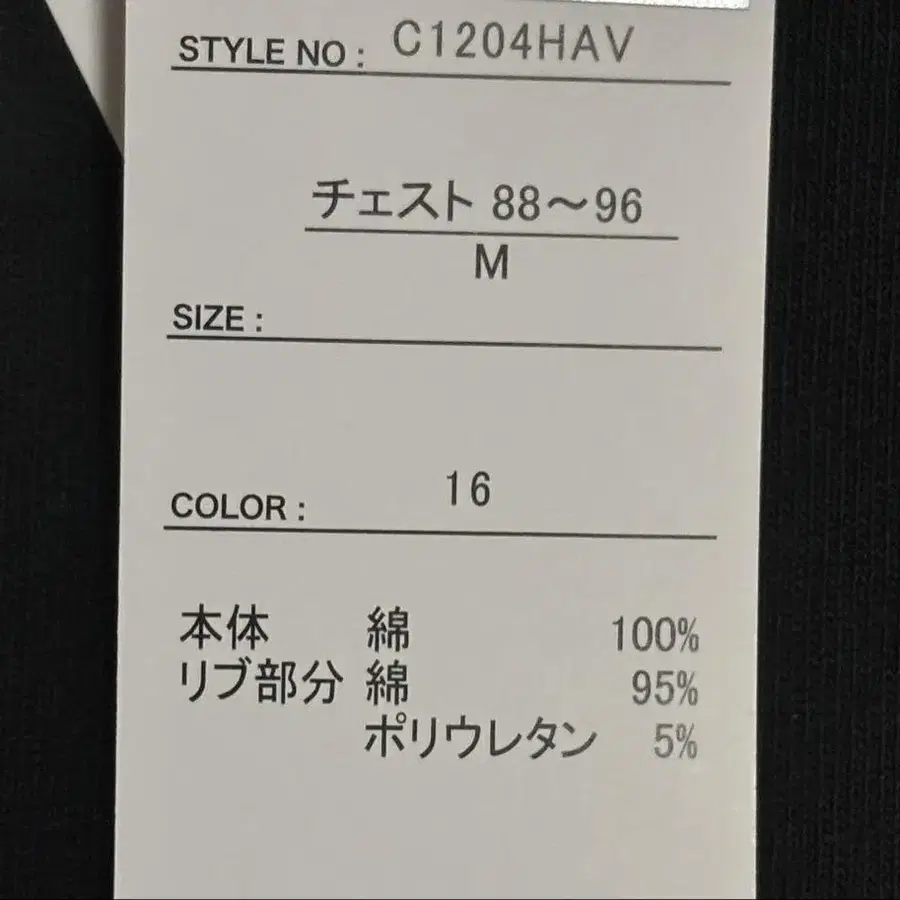 STYLE NO : C1204HAV
チェスト 88～96
M
SIZE :
COLOR : 16
本体 綿 100%
リブ部分 綿 95%
ポリウレタン 5%